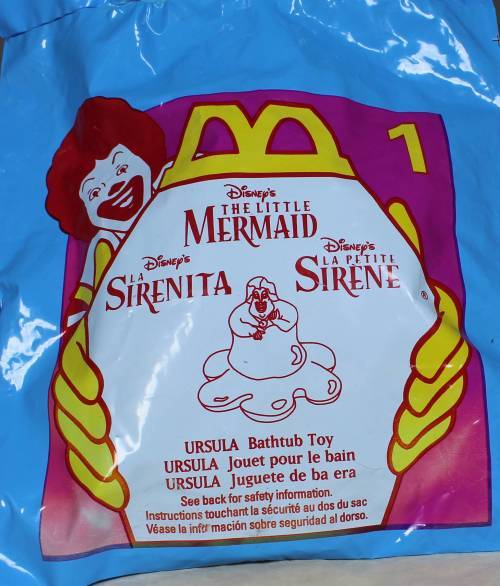 1
Disney's
THE LITTLE
MERMAID
Disney's
LA
SIRENITA
Disney's
LA PETITE
SIRÈNE ®
URSULA Bathtub Toy
URSULA Jouet pour le bain
URSULA Juguete de ba era
See back for safety information.
Instructions touchant la sécurité au dos du sac
Véase la info mación sobre seguridad al dorso.